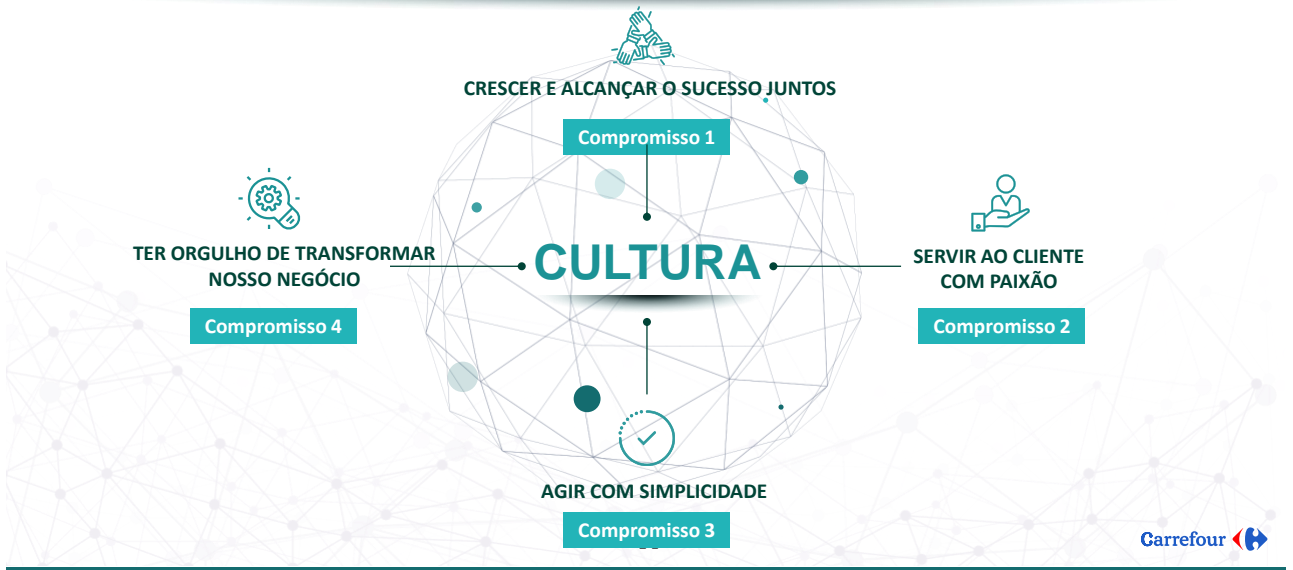 CRESCER E ALCANÇAR O SUCESSO JUNTOS
Compromisso 1
TER ORGULHO DE TRANSFORMAR
NOSSO NEGÓCIO
Compromisso 4
CULTURA
SERVIR AO CLIENTE
COM PAIXÃO
Compromisso 2
AGIR COM SIMPLICIDADE
Compromisso 3
Carrefour